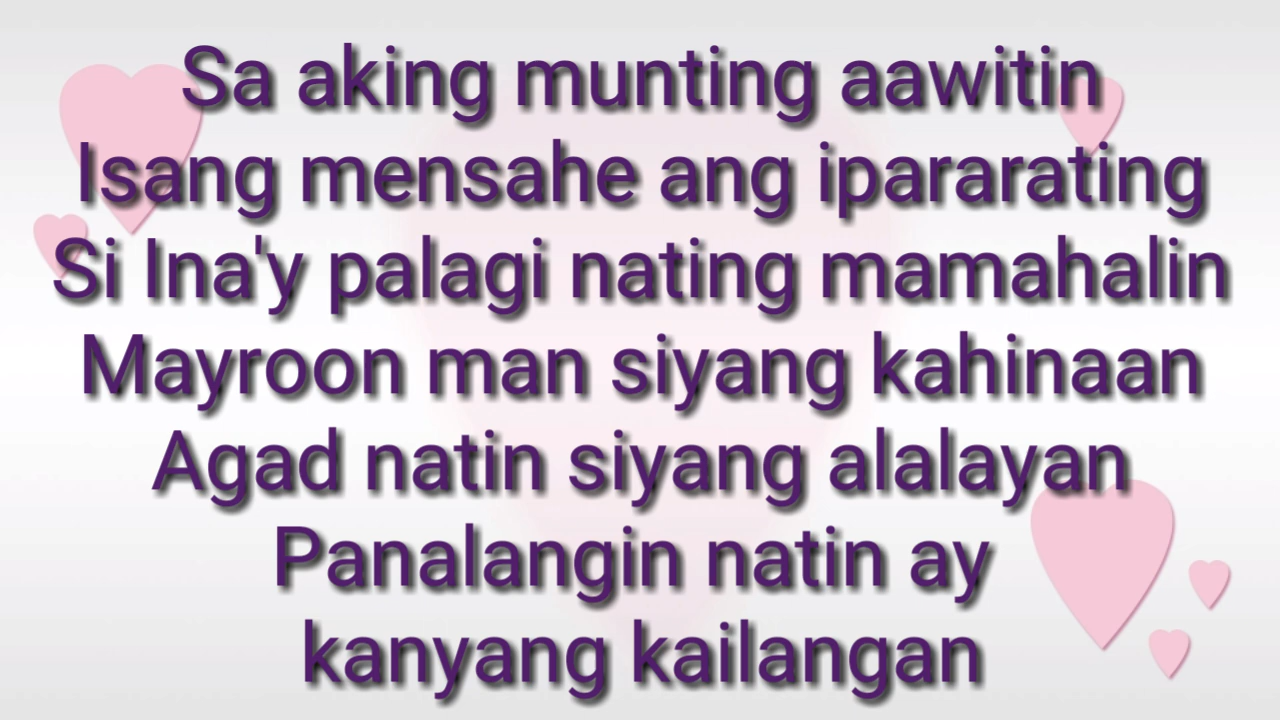 Sa aking munting aawitin
Isang mensahe ang ipararating
Si Ina'y palagi nating mamahalin
Mayroon man siyang kahinaan
Agad natin siyang alalayan
Panalangin natin ay
kanyang kailangan